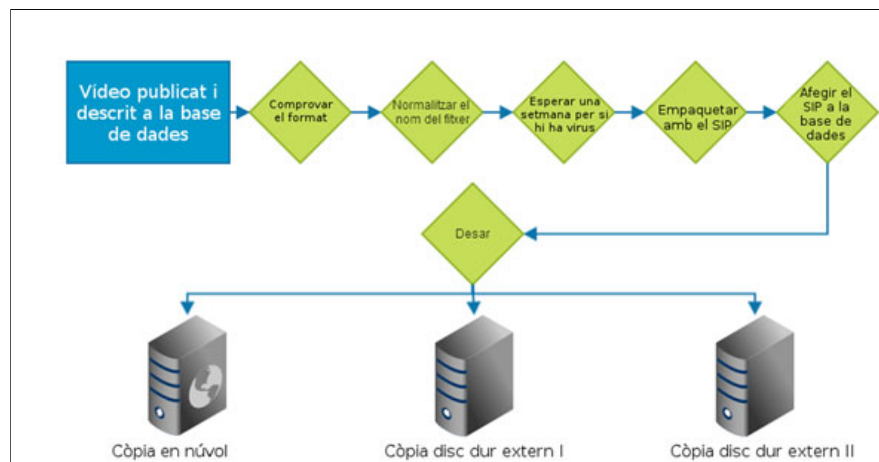 Vídeo publicat i
descrit a la base
de dades
Comprovar
el format
Normalitzar el
nom del fitxer
Esperar una
setmana per si
hi ha virus
Empaquetar
amb el SIP
Afegir el
SIP a la
base de
dades
Desar
Còpia en núvol
Còpia disc dur extern I
Còpia disc dur extern II